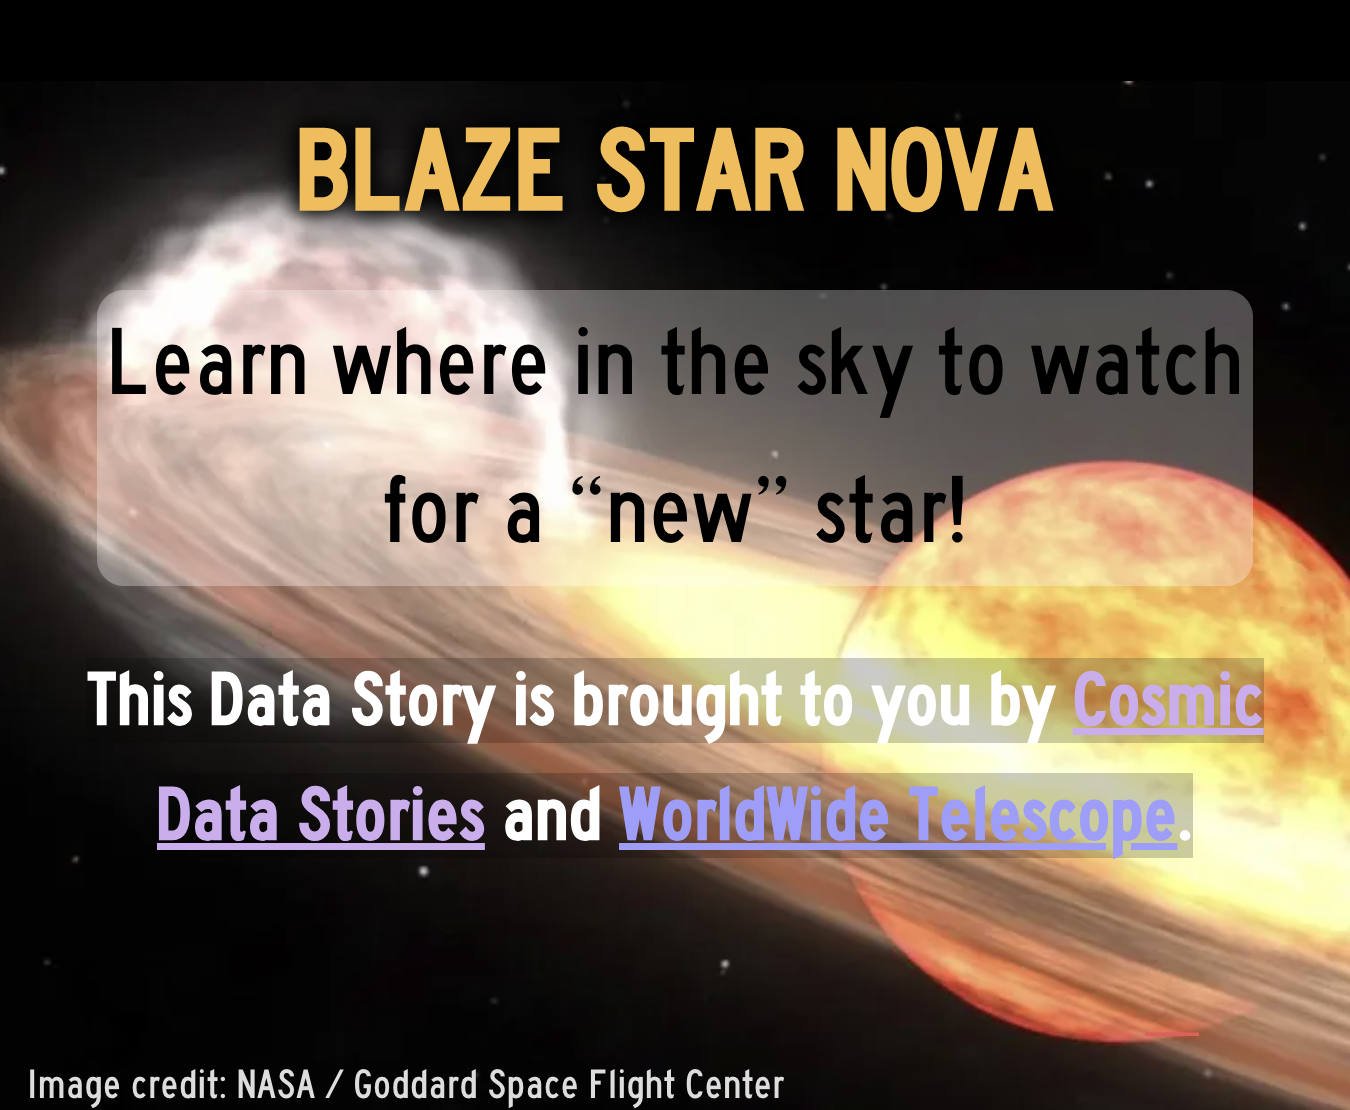 BLAZE STAR NOVA
Learn where in the sky to watch
for a “new” star!
This Data Story is brought to you by Cosmic
Data Stories and WorldWide Telescope.
Image credit: NASA / Goddard Space Flight Center